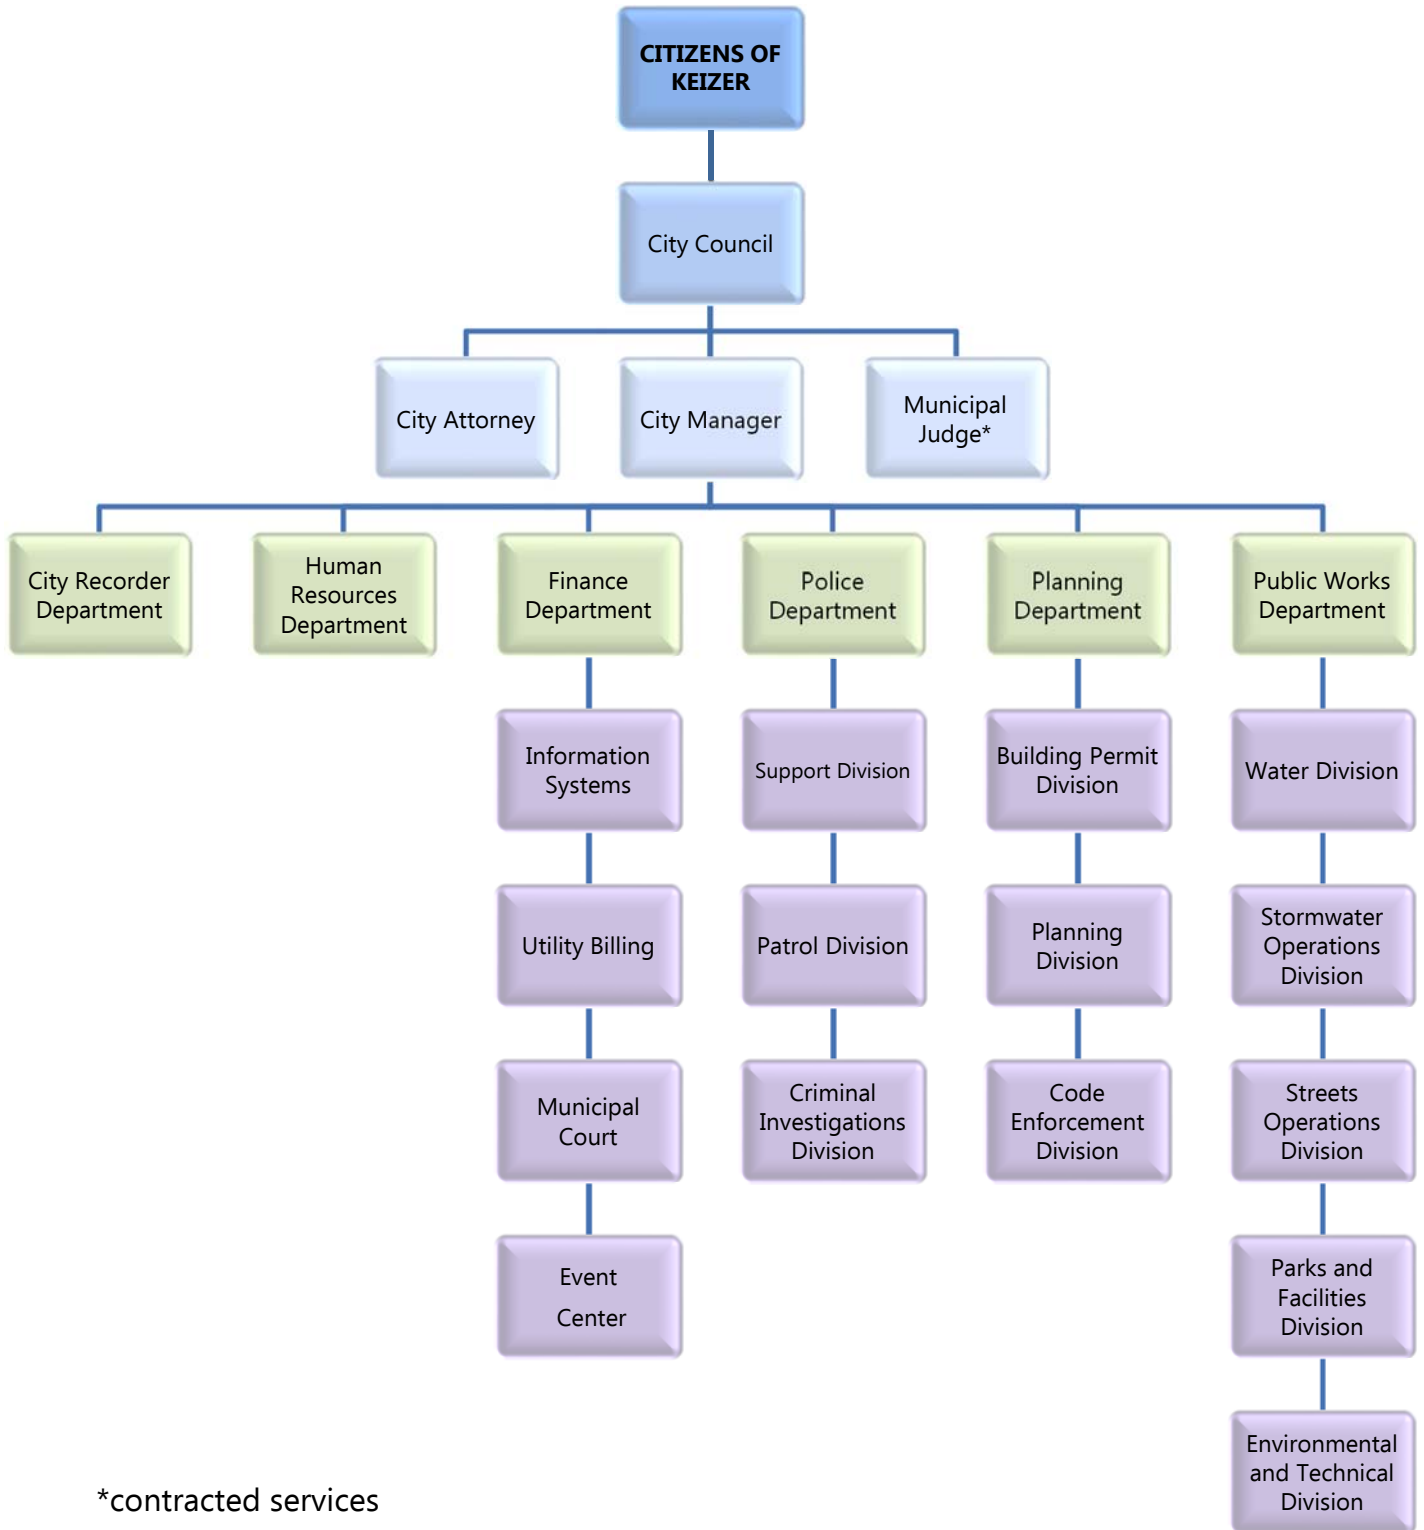 CITIZENS OF
KEIZER
City Council
City Attorney
City Manager
Municipal
Judge*
City Recorder
Department
Human
Resources
Department
Finance
Department
Police
Department
Planning
Department
Public Works
Department
Information
Systems
Support Division
Building Permit
Division
Water Division
Utility Billing
Patrol Division
Planning
Division
Stormwater
Operations
Division
Municipal
Court
Criminal
Investigations
Division
Code
Enforcement
Division
Streets
Operations
Division
Event
Center
Parks and
Facilities
Division
Environmental
and Technical
Division
*contracted services